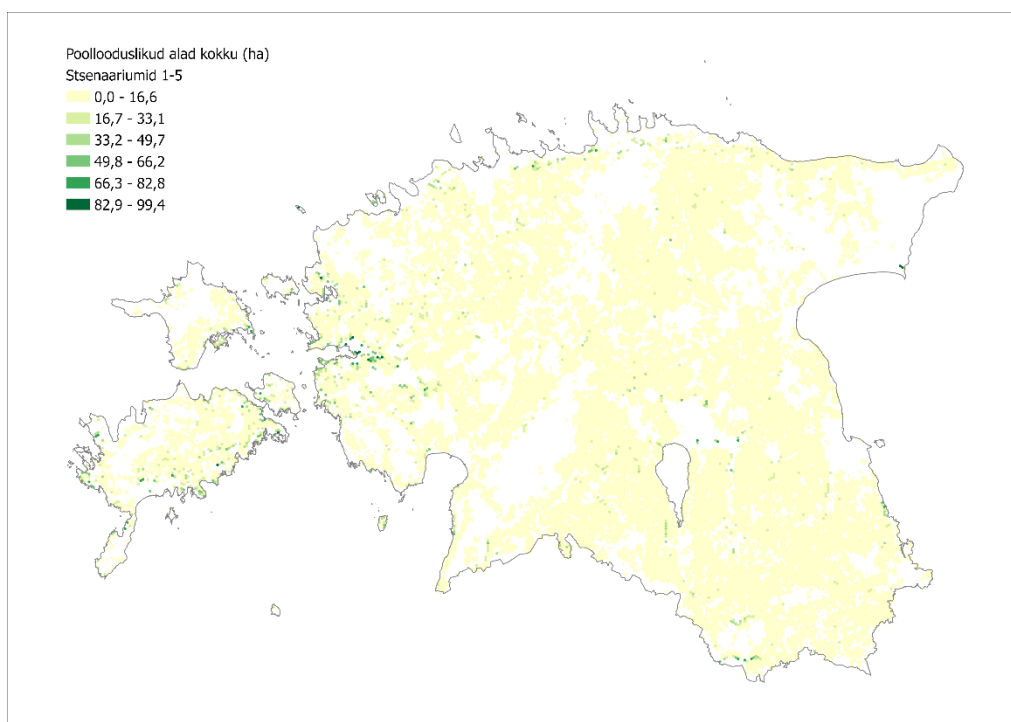 Poollooduslikud alad kokku (ha)
Stsenaariumid 1-5
0,0 - 16,6
16,7 - 33,1
33,2 - 49,7
49,8 - 66,2
66,3 - 82,8
82,9 - 99,4